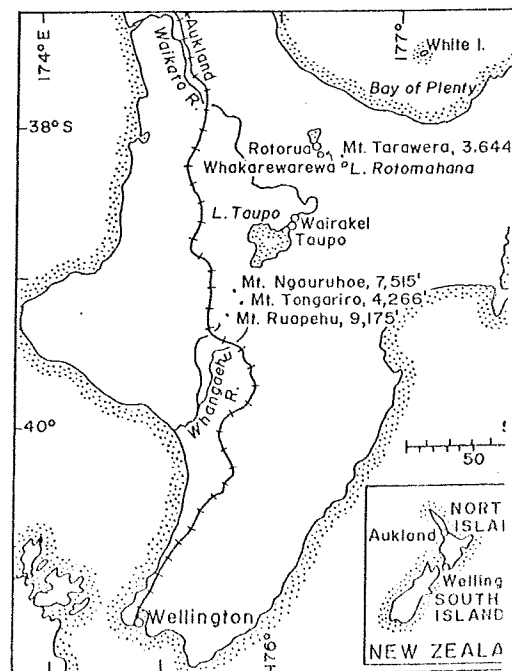 174°E
Waikato R.
Aukland
177°
White I.
Bay of Plenty
38°S
Rotorua
Mt. Tarawera, 3.644
Whakarewarewa
L. Rotomahana
L. Taupo
Wairakel
Taupo
Mt. Ngauruhoe, 7,515'
Mt. Tongariro, 4,266'
Mt. Ruapehu, 9,175'
Whangaehu R.
40°
50
NORT
ISLA
Aukland
Welling
SOUTH
ISLAND
Wellington
176°
NEW ZEALA